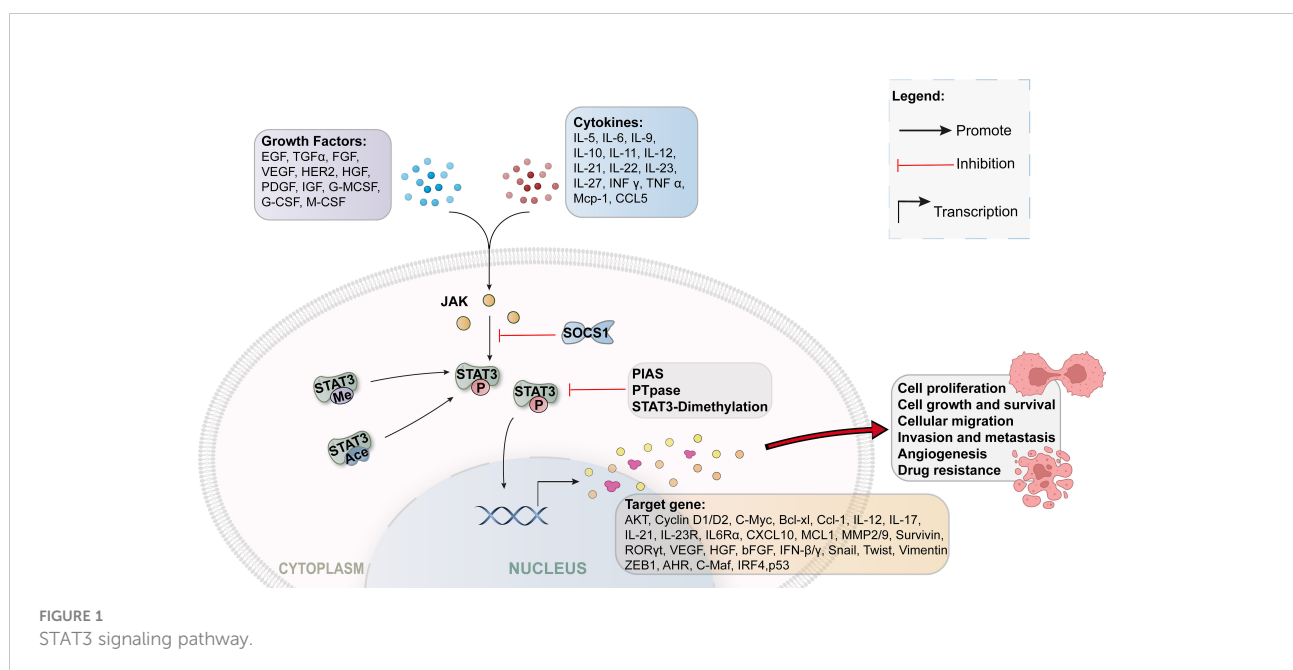 Growth Factors:
EGF, TGFα, FGF,
VEGF, HER2, HGF,
PDGF, IGF, G-MCSF,
G-CSF, M-CSF
Cytokines:
IL-5, IL-6, IL-9,
IL-10, IL-11, IL-12,
IL-21, IL-22, IL-23,
IL-27, INF γ, TNF α,
Mcp-1, CCL5
Legend:
Promote
Inhibition
Transcription
JAK
SOCS1
STAT3
P
STAT3
P
STAT3
Me
STAT3
Ace
PIAS
PTpase
STAT3-Dimethylation
Cell proliferation
Cell growth and survival
Cellular migration
Invasion and metastasis
Angiogenesis
Drug resistance
Target gene:
AKT, Cyclin D1/D2, C-Myc, Bcl-xl, Ccl-1, IL-12, IL-17,
IL-21, IL-23R, IL6Rα, CXCL10, MCL1, MMP2/9, Survivin,
RORγt, VEGF, HGF, bFGF, IFN-β/γ, Snail, Twist, Vimentin
ZEB1, AHR, C-Maf, IRF4,p53
CYTOPLASM
NUCLEUS
FIGURE 1
STAT3 signaling pathway.